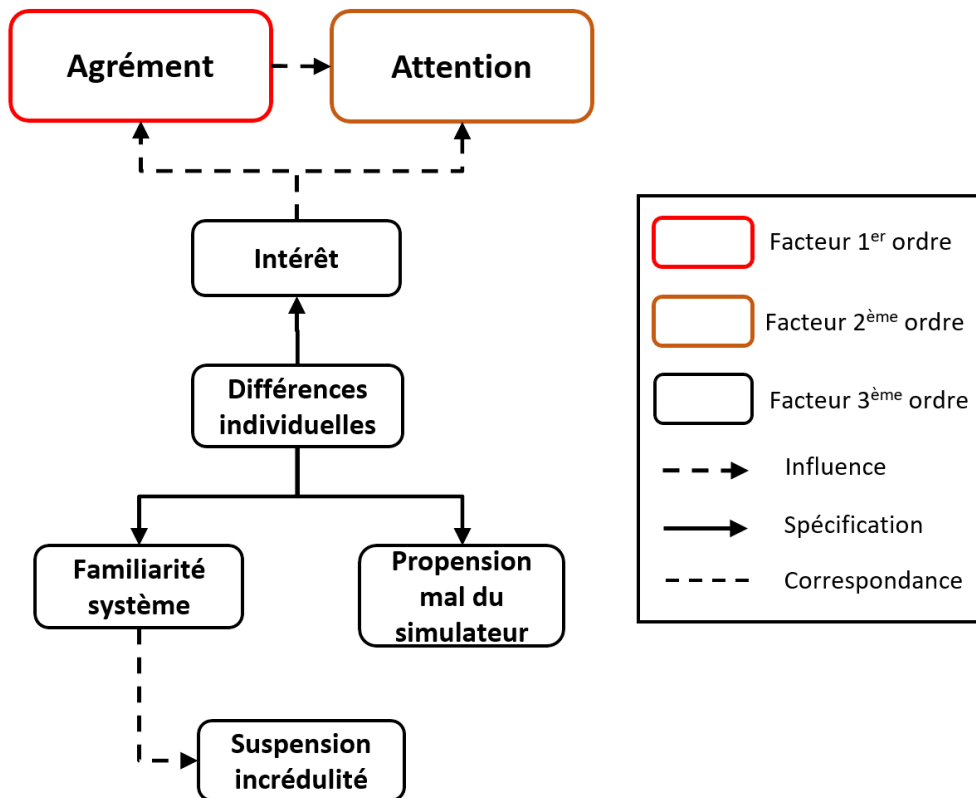 Agrément
Attention
Intérêt
Différences
individuelles
Familiarité
système
Propension
mal du
simulateur
Suspension
incrédulité
Facteur 1er ordre
Facteur 2ème ordre
Facteur 3ème ordre
Influence
Spécification
Correspondance